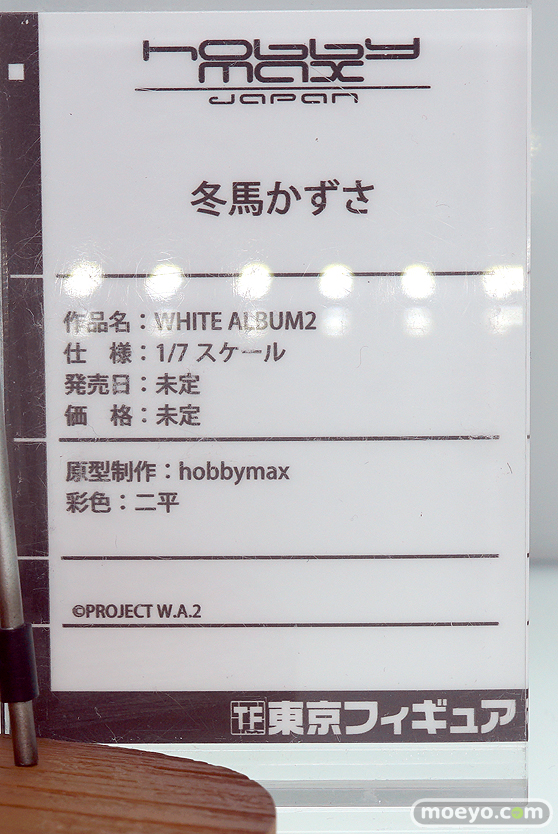 hobby
max
JAPAN
冬馬かずさ
作品名：WHITE ALBUM2
仕　様：1/7 スケール
発売日：未定
価　格：未定
原型制作：hobbymax
彩色：二平
©PROJECT W.A.2
TF東京フィギュア
moeyo.com